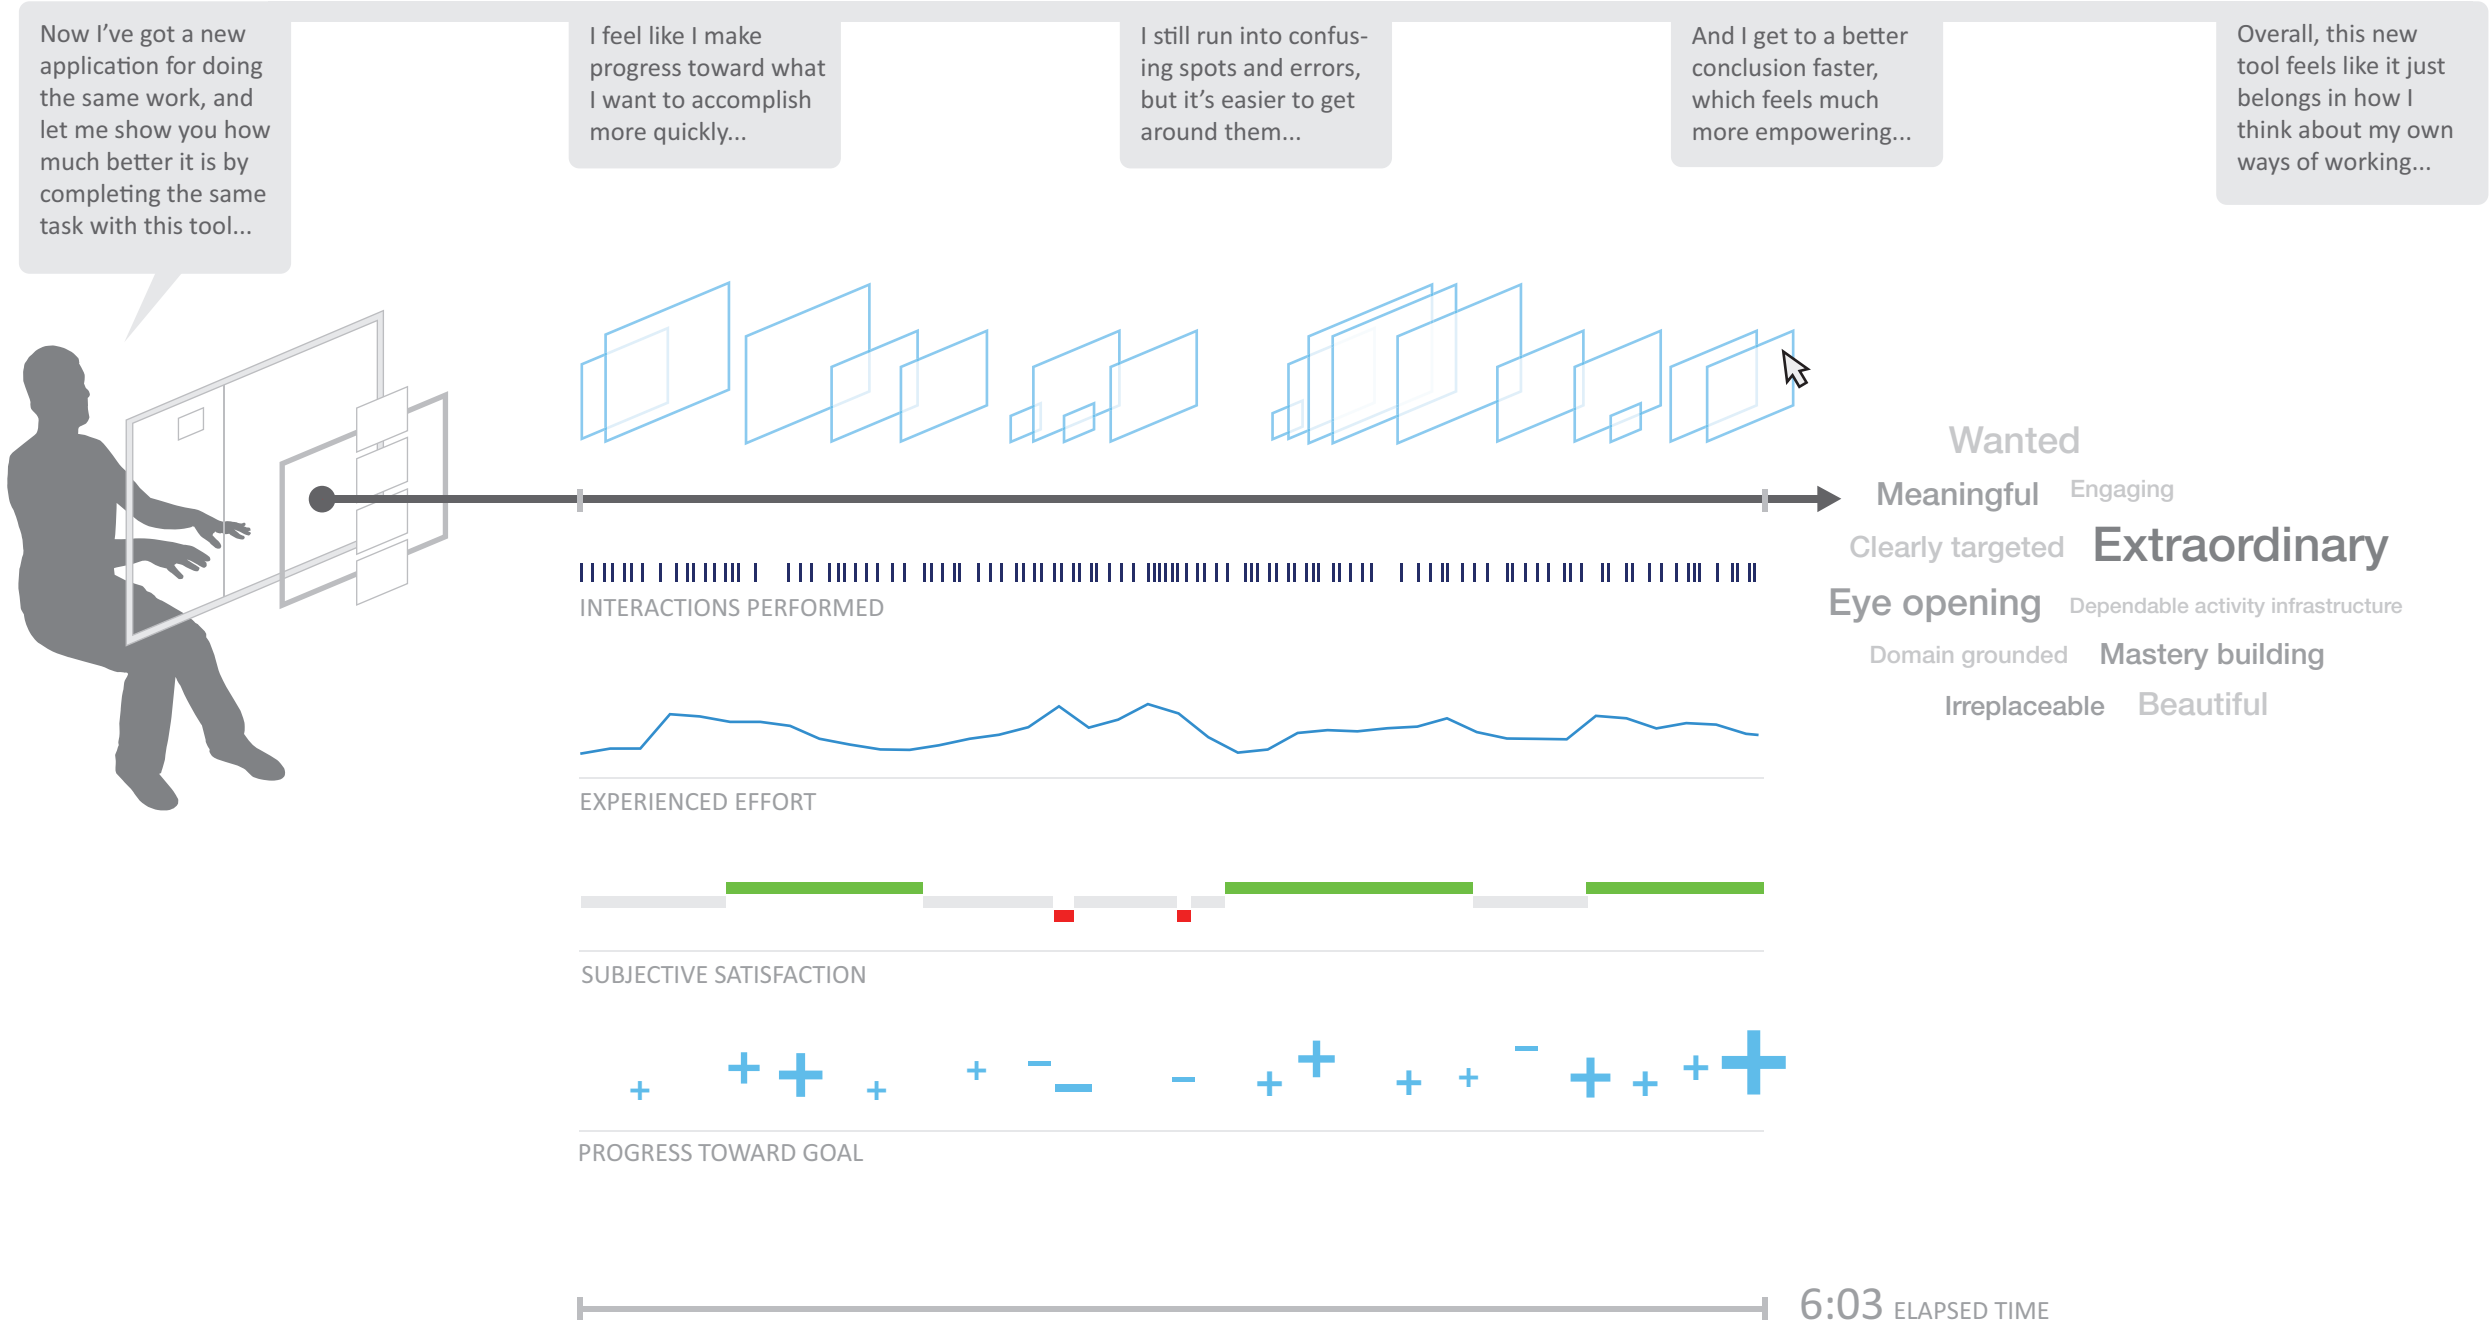 Now I've got a new
application for doing
the same work, and
let me show you how
much better it is by
completing the same
task with this tool...
I feel like I make
progress toward what
I want to accomplish
more quickly...
I still run into confus-
ing spots and errors,
but it's easier to get
around them...
And I get to a better
conclusion faster,
which feels much
more empowering...
Overall, this new
tool feels like it just
belongs in how I
think about my own
ways of working...
Wanted
Meaningful Engaging
Clearly targeted Extraordinary
Eye opening Dependable activity infrastructure
Domain grounded Mastery building
Irreplaceable Beautiful
INTERACTIONS PERFORMED
EXPERIENCED EFFORT
SUBJECTIVE SATISFACTION
PROGRESS TOWARD GOAL
6:03 ELAPSED TIME